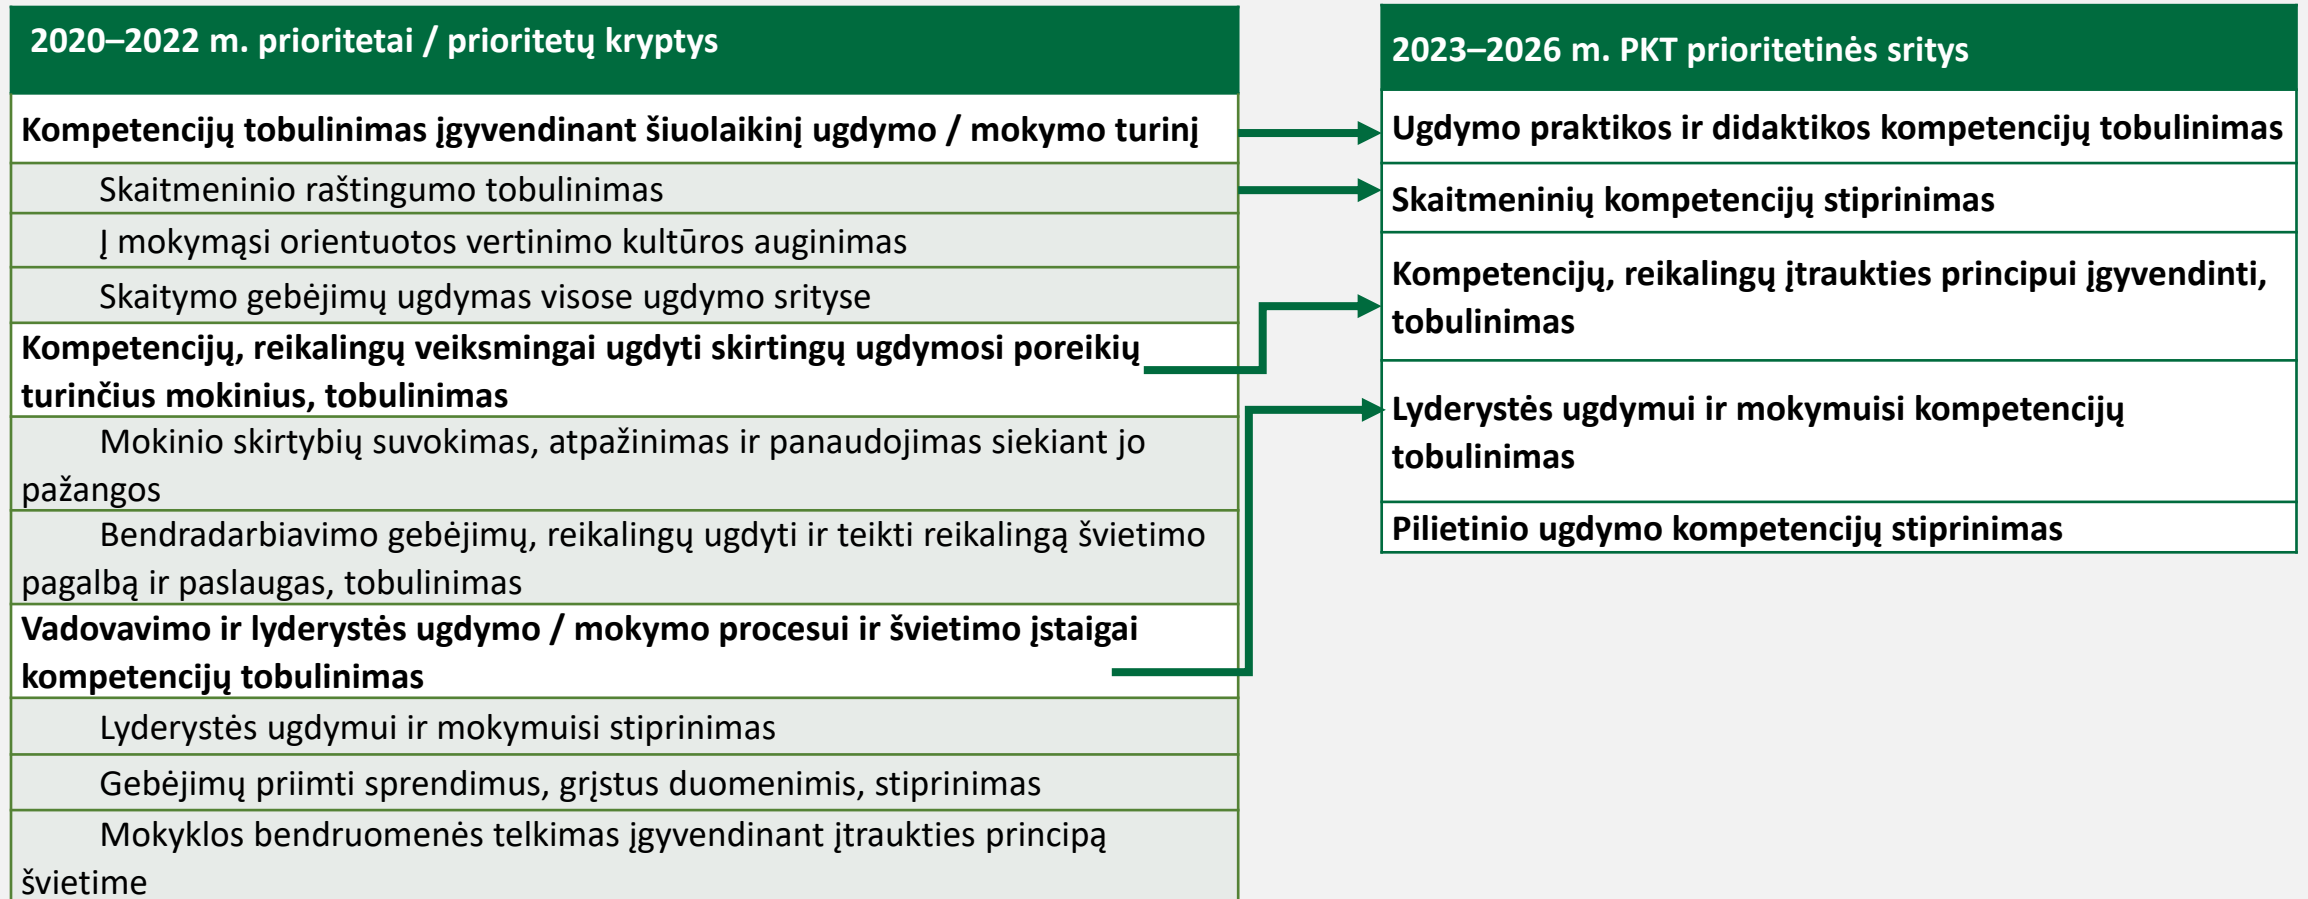 2020–2022 m. prioritetai / prioritetų kryptys
Kompetencijų tobulinimas įgyvendinant šiuolaikinį ugdymo / mokymo turinį
Skaitmeninio raštingumo tobulinimas
Į mokymąsi orientuotos vertinimo kultūros auginimas
Skaitymo gebėjimų ugdymas visose ugdymo srityse
Kompetencijų, reikalingų veiksmingai ugdyti skirtingų ugdymosi poreikių
turinčius mokinius, tobulinimas
Mokinio skirtybių suvokimas, atpažinimas ir panaudojimas siekiant jo
pažangos
Bendradarbiavimo gebėjimų, reikalingų ugdyti ir teikti reikalingą švietimo
pagalbą ir paslaugas, tobulinimas
Vadovavimo ir lyderystės ugdymo / mokymo procesui ir švietimo įstaigai
kompetencijų tobulinimas
Lyderystės ugdymui ir mokymuisi stiprinimas
Gebėjimų priimti sprendimus, grįstus duomenimis, stiprinimas
Mokyklos bendruomenės telkimas įgyvendinant įtraukties principą
švietime
2023–2026 m. PKT prioritetinės sritys
Ugdymo praktikos ir didaktikos kompetencijų tobulinimas
Skaitmeninių kompetencijų stiprinimas
Kompetencijų, reikalingų įtraukties principui įgyvendinti,
tobulinimas
Lyderystės ugdymui ir mokymuisi kompetencijų
tobulinimas
Pilietinio ugdymo kompetencijų stiprinimas